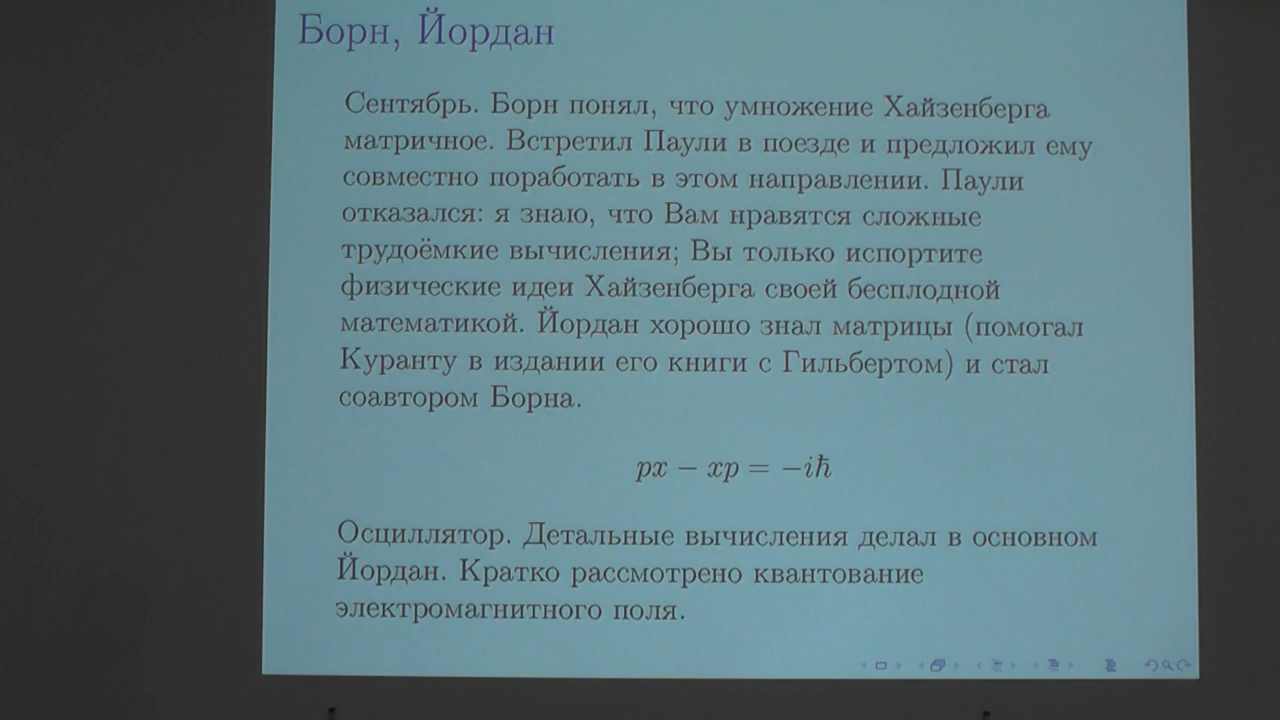 Борн, Йордан
Сентябрь. Борн понял, что умножение Хайзенберга
матричное. Встретил Паули в поезде и предложил ему
совместно поработать в этом направлении. Паули
отказался: я знаю, что Вам нравятся сложные
трудоёмкие вычисления; Вы только испортите
физические идеи Хайзенберга своей бесплодной
математикой. Йордан хорошо знал матрицы (помогал
Куранту в издании его книги с Гильбертом) и стал
соавтором Борна.
px − xp = −iħ
Осциллятор. Детальные вычисления делал в основном
Йордан. Кратко рассмотрено квантование
электромагнитного поля.